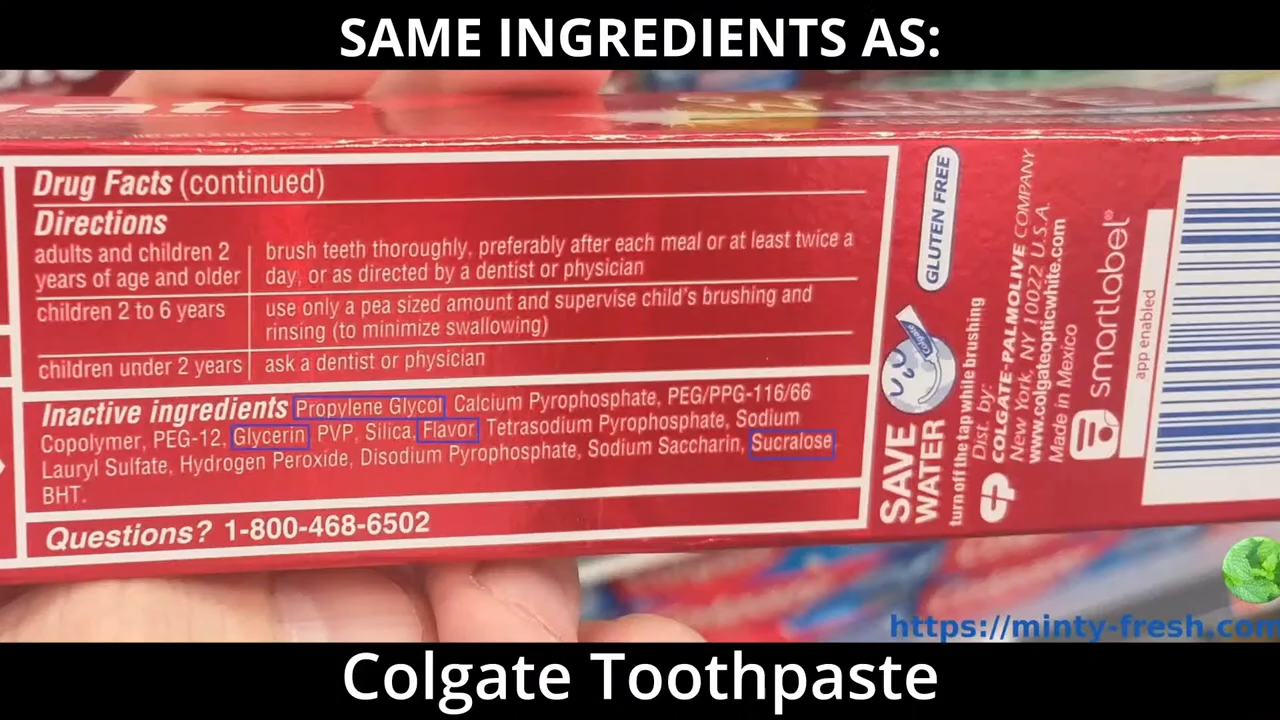 SAME INGREDIENTS AS:
Drug Facts (continued)
Directions
adults and children 2
years of age and older
brush teeth thoroughly, preferably after each meal or at least twice a
day, or as directed by a dentist or physician
children 2 to 6 years
use only a pea sized amount and supervise child's brushing and
rinsing (to minimize swallowing)
children under 2 years
ask a dentist or physician
Inactive ingredients Propylene Glycol, Calcium Pyrophosphate, PEG/PPG-116/66
Copolymer, PEG-12, Glycerin, PVP, Silica, Flavor, Tetrasodium Pyrophosphate, Sodium
Lauryl Sulfate, Hydrogen Peroxide, Disodium Pyrophosphate, Sodium Saccharin, Sucralose,
BHT.
Questions? 1-800-468-6502
GLUTEN FREE
Colgate
SAVE
WATER
turn off the tap while brushing
Dist. by:
COLGATE-PALMOLIVE COMPANY
New York, NY 10022 U.S.A.
www.colgateopticwhite.com
Made in Mexico
smartlabel®
app enabled
https://minty-fresh.com
Colgate Toothpaste